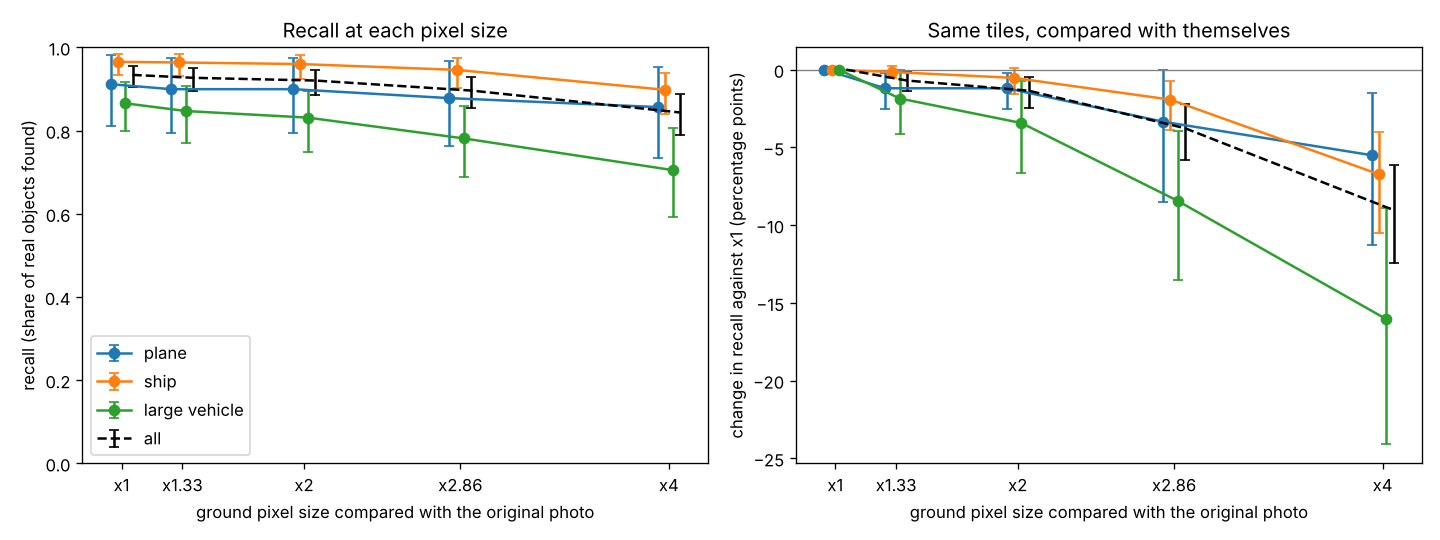 Recall at each pixel size
recall (share of real objects found)
1.0
0.8
0.6
0.4
0.2
0.0
plane
ship
large vehicle
all
x1 x1.33 x2 x2.86 x4
ground pixel size compared with the original photo
Same tiles, compared with themselves
change in recall against x1 (percentage points)
0
−5
−10
−15
−20
−25
x1 x1.33 x2 x2.86 x4
ground pixel size compared with the original photo